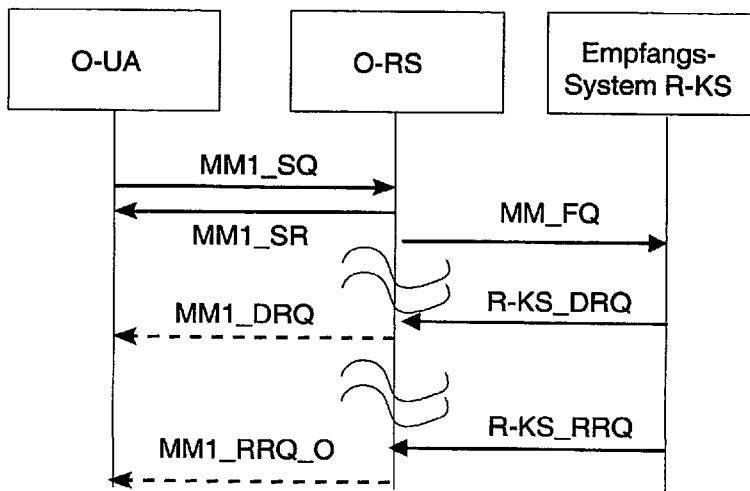 O-UA
O-RS
Empfangs-
System R-KS
MM1_SQ
MM1_SR
MM_FQ
MM1_DRQ
R-KS_DRQ
MM1_RRQ_O
R-KS_RRQ